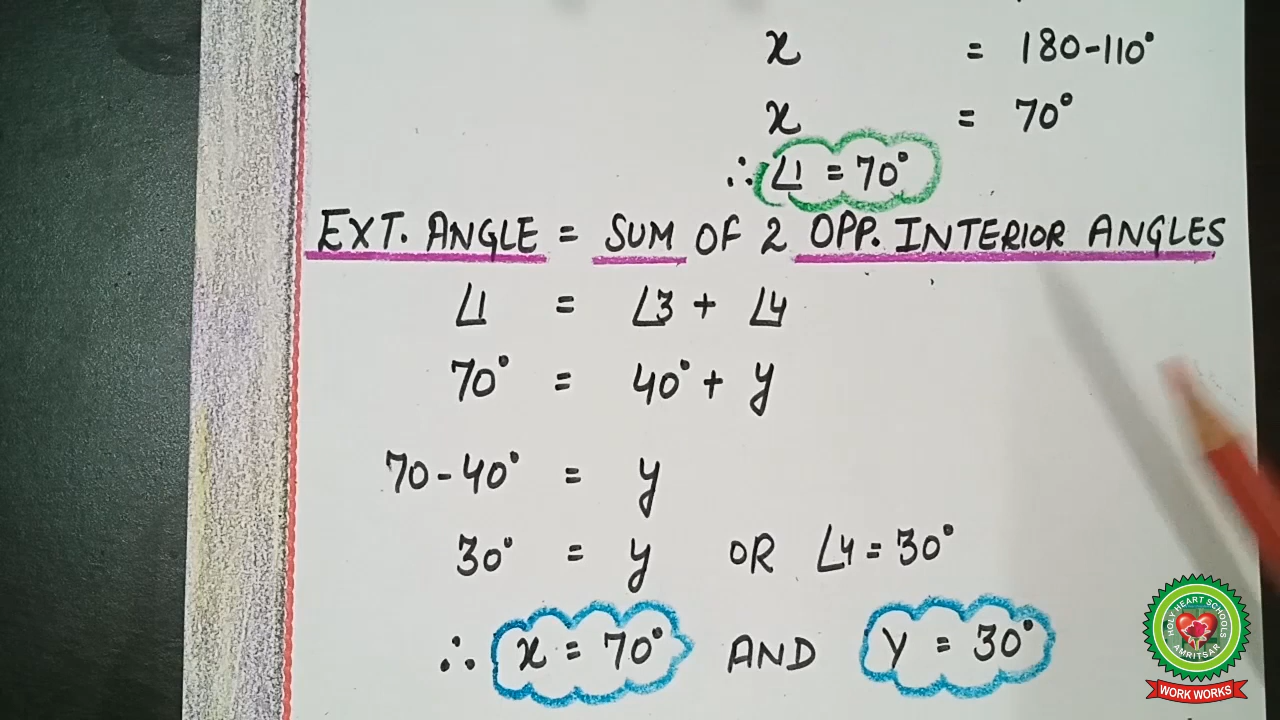 x = 180-110°
x = 70°
∴ ∠1 = 70°
EXT. ANGLE = SUM OF 2 OPP. INTERIOR ANGLES
∠1 = ∠3 + ∠4
70° = 40° + y
70-40° = y
30° = y OR ∠4 = 30°
∴ x = 70° AND y = 30°
HOLY HEART SCHOOLS
AMRITSAR
WORK WORKS